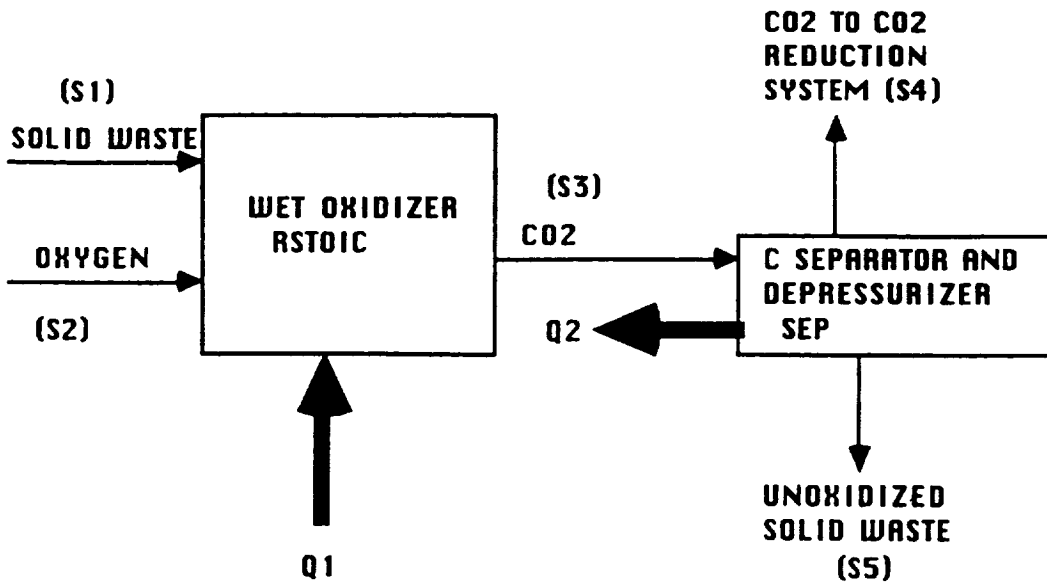 CO2 TO CO2
REDUCTION
SYSTEM (S4)
(S1)
SOLID WASTE
WET OXIDIZER
RSTOIC
OXYGEN
(S2)
(S3)
CO2
C SEPARATOR AND
DEPRESSURIZER
SEP
Q2
Q1
UNOXIDIZED
SOLID WASTE
(S5)